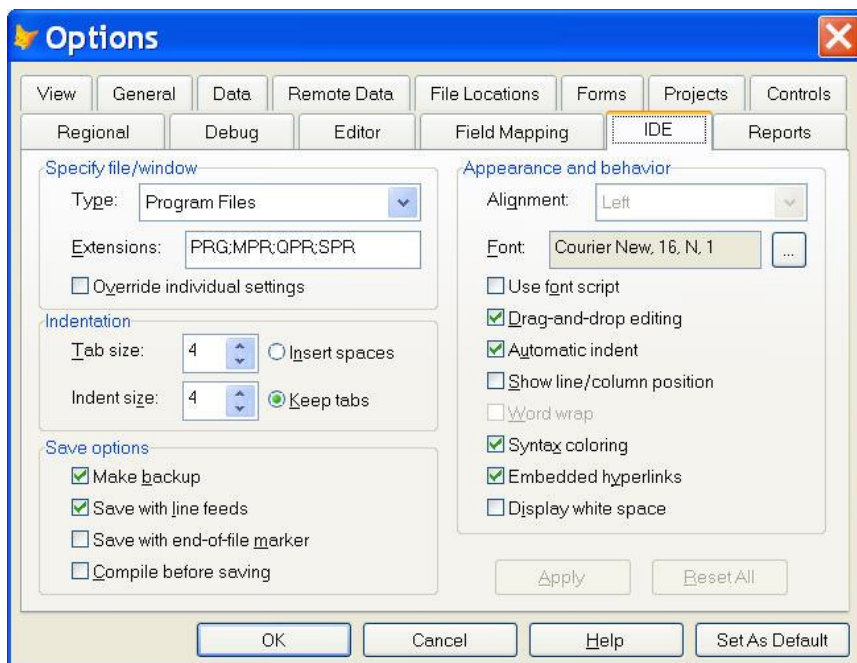 Options
View General Data Remote Data File Locations Forms Projects Controls
Regional Debug Editor Field Mapping IDE Reports
Specify file/window
Type: Program Files
Extensions: PRG;MPR;QPR;SPR
Override individual settings
Indentation
Tab size: 4 Insert spaces
Indent size: 4 Keep tabs
Save options
Make backup
Save with line feeds
Save with end-of-file marker
Compile before saving
Appearance and behavior
Alignment: Left
Font: Courier New, 16, N, 1 ...
Use font script
Drag-and-drop editing
Automatic indent
Show line/column position
Word wrap
Syntax coloring
Embedded hyperlinks
Display white space
Apply Reset All
OK Cancel Help Set As Default